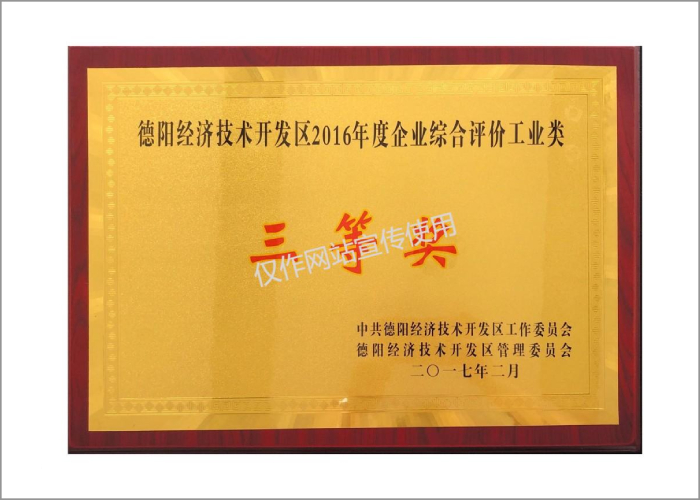 德阳经济技术开发区2016年度企业综合评价工业类
三等奖
仅作网站宣传使用
中共德阳经济技术开发区工作委员会
德阳经济技术开发区管理委员会
二〇一七年二月